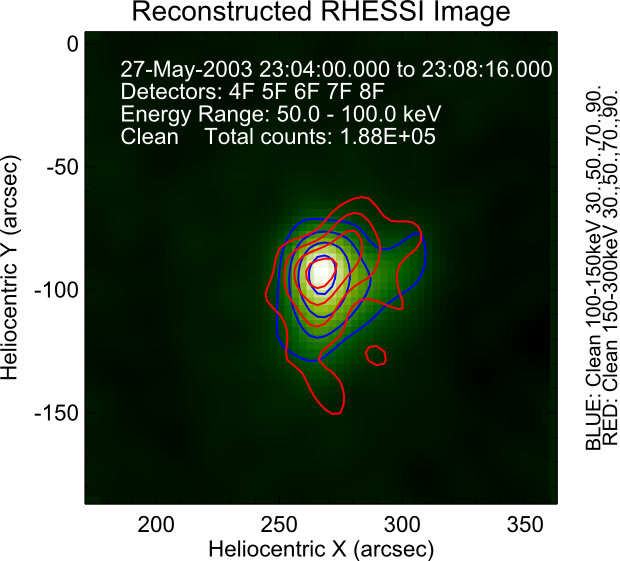 Reconstructed RHESSI Image
27-May-2003 23:04:00.000 to 23:08:16.000
Detectors: 4F 5F 6F 7F 8F
Energy Range: 50.0 - 100.0 keV
Clean    Total counts: 1.88E+05
0
-50
-100
-150
Heliocentric Y (arcsec)
200
250
300
350
Heliocentric X (arcsec)
BLUE: Clean 100-150keV 30.,50.,70.,90.
RED: Clean 150-300keV 30.,50.,70.,90.